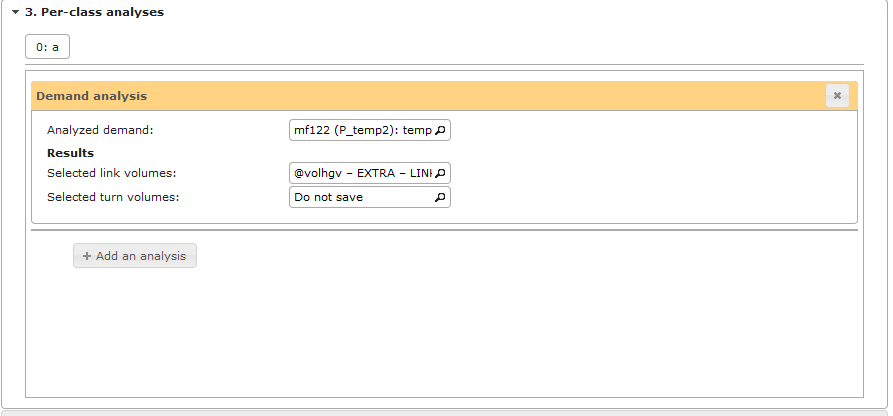 3. Per-class analyses
0: a
Demand analysis
Analyzed demand: mf122 (P_temp2): temp
Results
Selected link volumes: @volhgv – EXTRA – LIN
Selected turn volumes: Do not save
+ Add an analysis